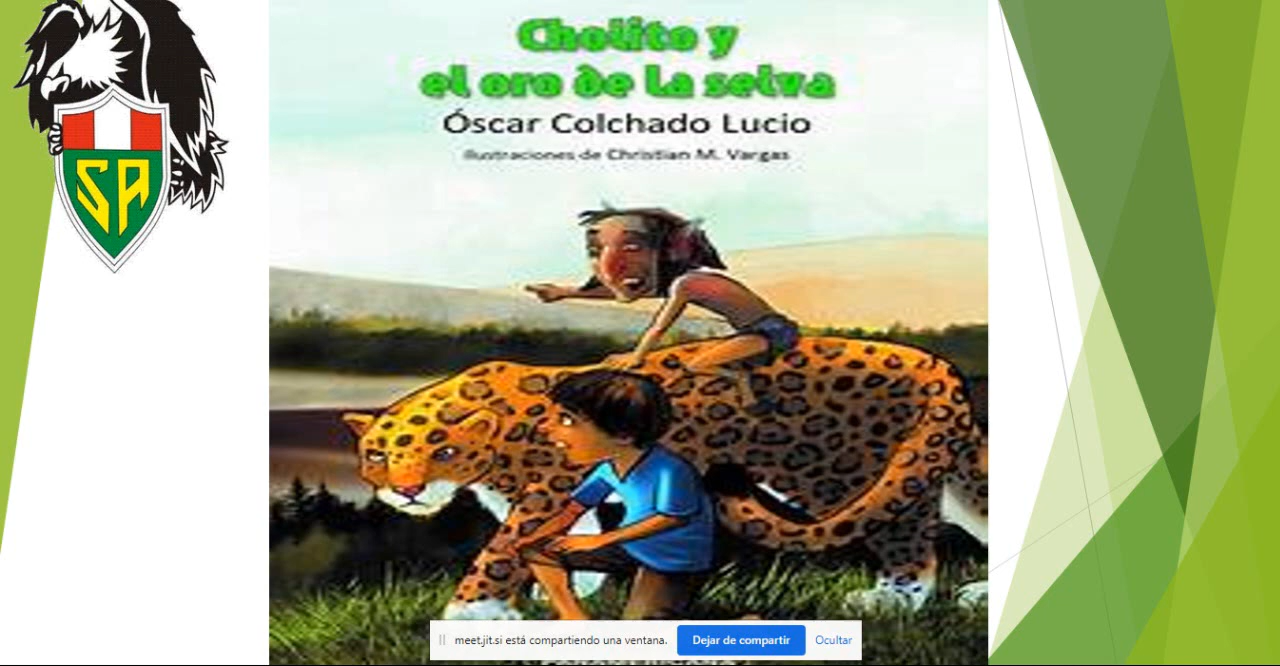 SA
Cholito y
el oro de la selva
Óscar Colchado Lucio
Ilustraciones de Christian M. Vargas
meet.jit.si está compartiendo una ventana.
Dejar de compartir
Ocultar